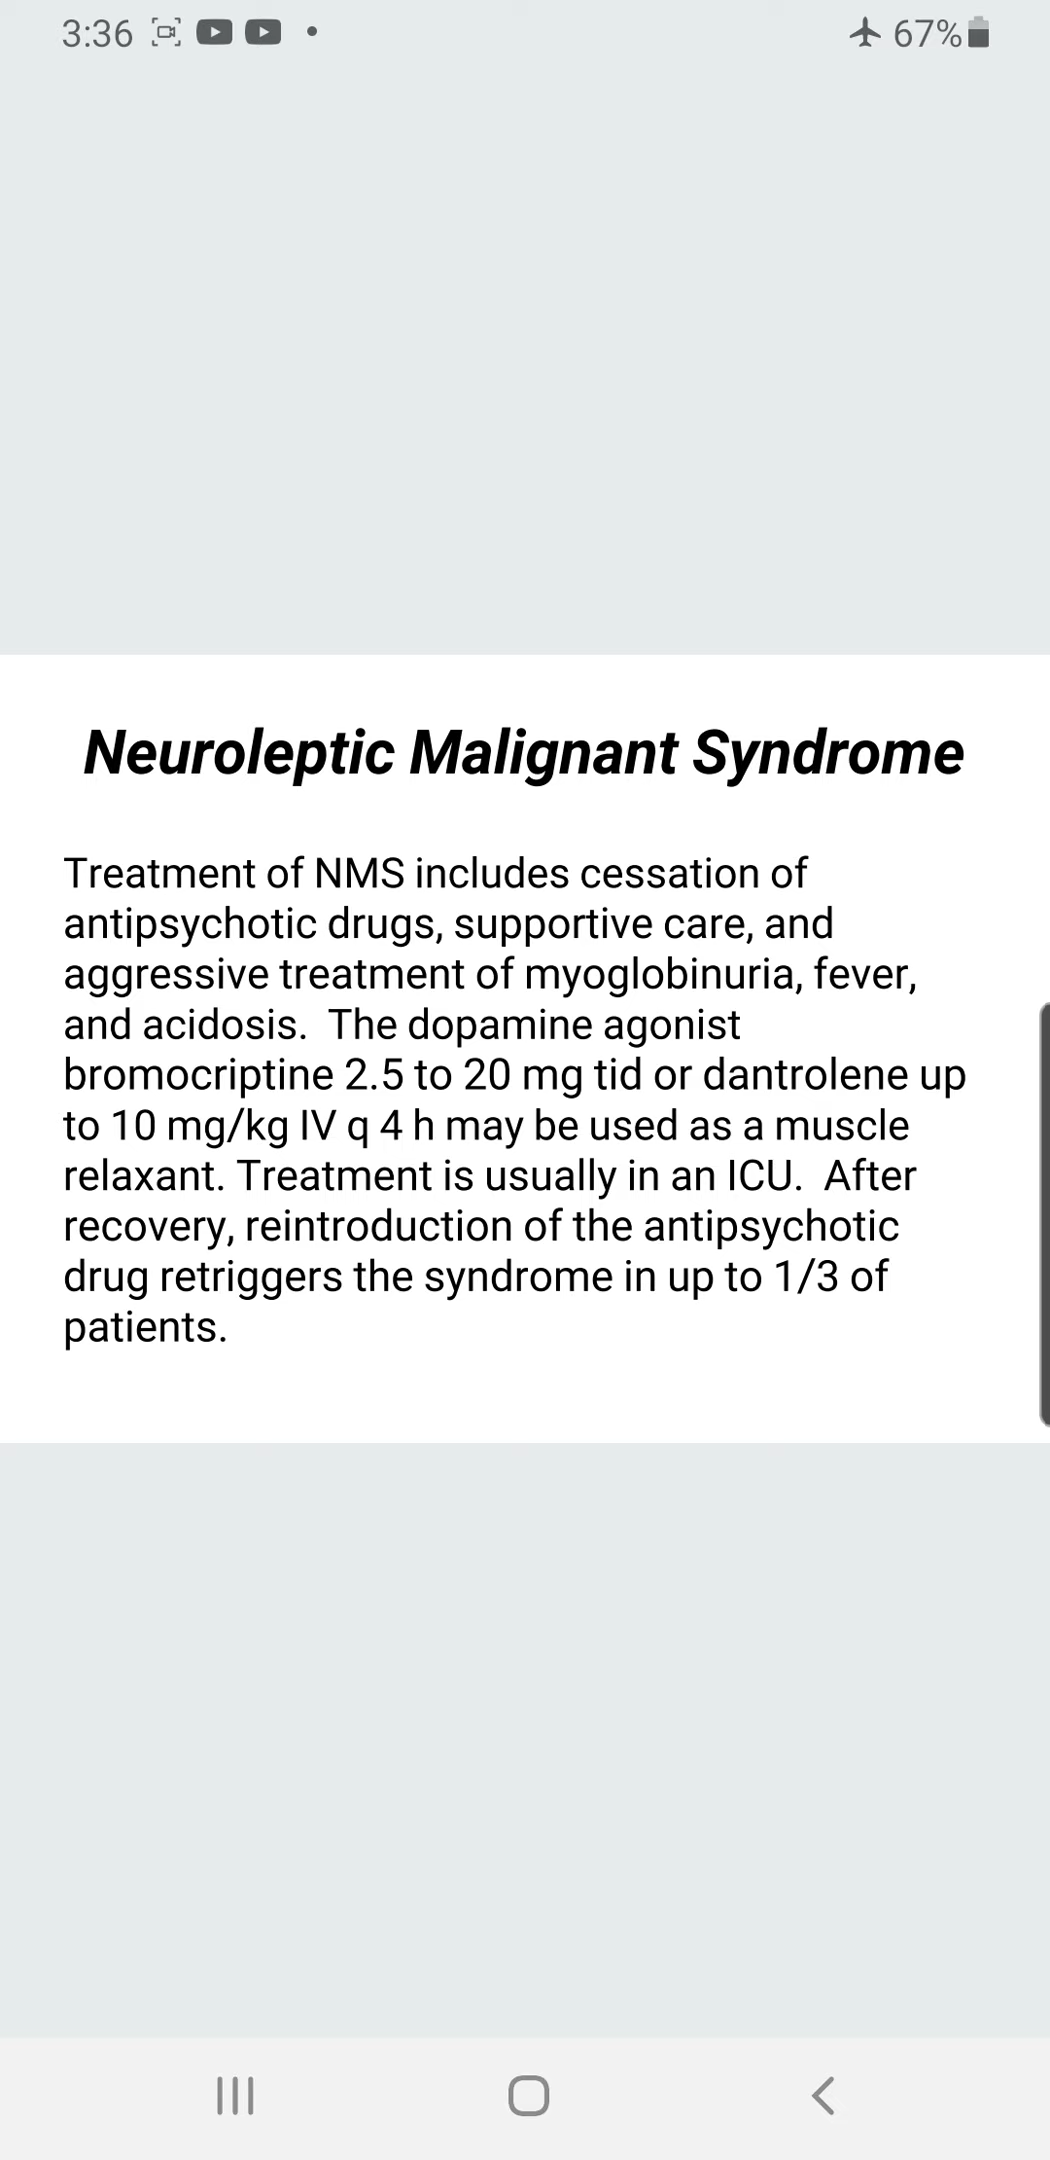 3:36 67%
Neuroleptic Malignant Syndrome
Treatment of NMS includes cessation of
antipsychotic drugs, supportive care, and
aggressive treatment of myoglobinuria, fever,
and acidosis.  The dopamine agonist
bromocriptine 2.5 to 20 mg tid or dantrolene up
to 10 mg/kg IV q 4 h may be used as a muscle
relaxant. Treatment is usually in an ICU.  After
recovery, reintroduction of the antipsychotic
drug retriggers the syndrome in up to 1/3 of
patients.